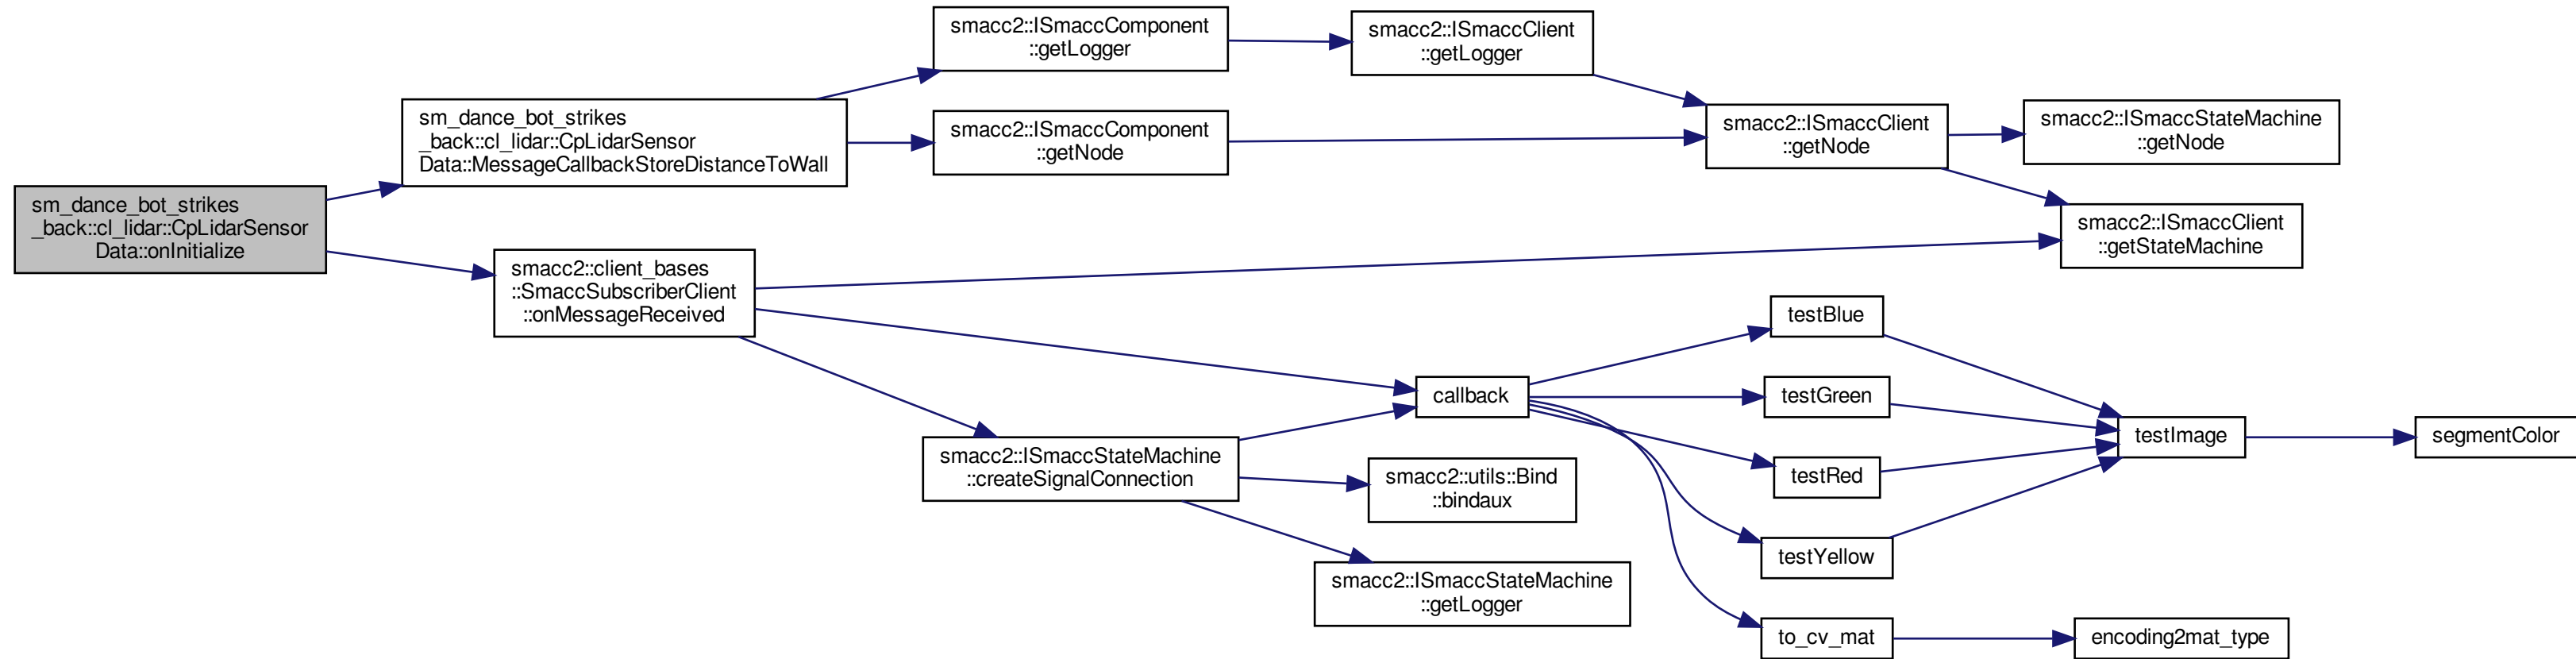 sm_dance_bot_strikes
_back::cl_lidar::CpLidarSensor
Data::onInitialize
sm_dance_bot_strikes
_back::cl_lidar::CpLidarSensor
Data::MessageCallbackStoreDistanceToWall
smacc2::ISmaccComponent
::getLogger
smacc2::ISmaccClient
::getLogger
smacc2::ISmaccComponent
::getNode
smacc2::ISmaccClient
::getNode
smacc2::ISmaccStateMachine
::getNode
smacc2::ISmaccClient
::getStateMachine
smacc2::client_bases
::SmaccSubscriberClient
::onMessageReceived
smacc2::ISmaccStateMachine
::createSignalConnection
callback
smacc2::utils::Bind
::bindaux
smacc2::ISmaccStateMachine
::getLogger
testBlue
testGreen
testRed
testYellow
to_cv_mat
testImage
segmentColor
encoding2mat_type